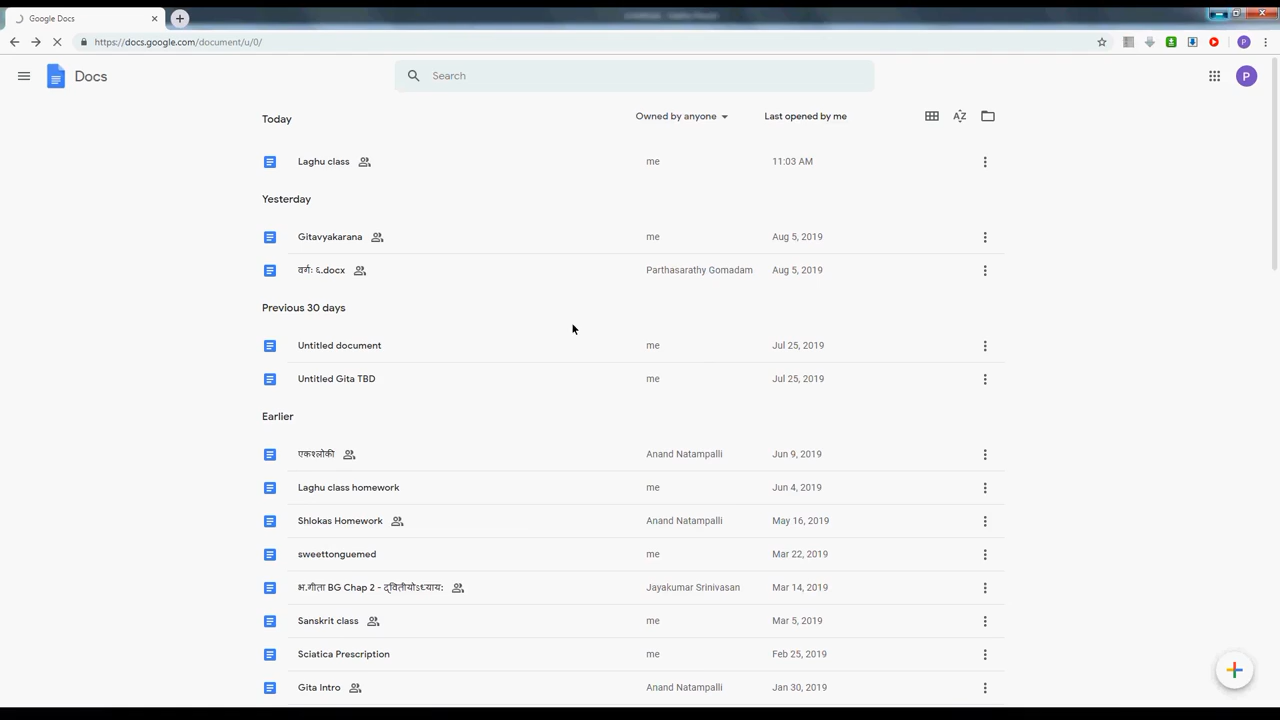 Google Docs
https://docs.google.com/document/u/0/
P
Docs
Search
P
Today
Owned by anyone
Last opened by me
AZ
Laghu class
me
11:03 AM
Yesterday
Gitavyakarana
me
Aug 5, 2019
वर्गः ६.docx
Parthasarathy Gomadam
Aug 5, 2019
Previous 30 days
Untitled document
me
Jul 25, 2019
Untitled Gita TBD
me
Jul 25, 2019
Earlier
एकश्लोकी
Anand Natampalli
Jun 9, 2019
Laghu class homework
me
Jun 4, 2019
Shlokas Homework
Anand Natampalli
May 16, 2019
sweettonguemed
me
Mar 22, 2019
भ.गीता BG Chap 2 - द्वितीयोऽध्याय:
Jayakumar Srinivasan
Mar 14, 2019
Sanskrit class
me
Mar 5, 2019
Sciatica Prescription
me
Feb 25, 2019
Gita Intro
Anand Natampalli
Jan 30, 2019